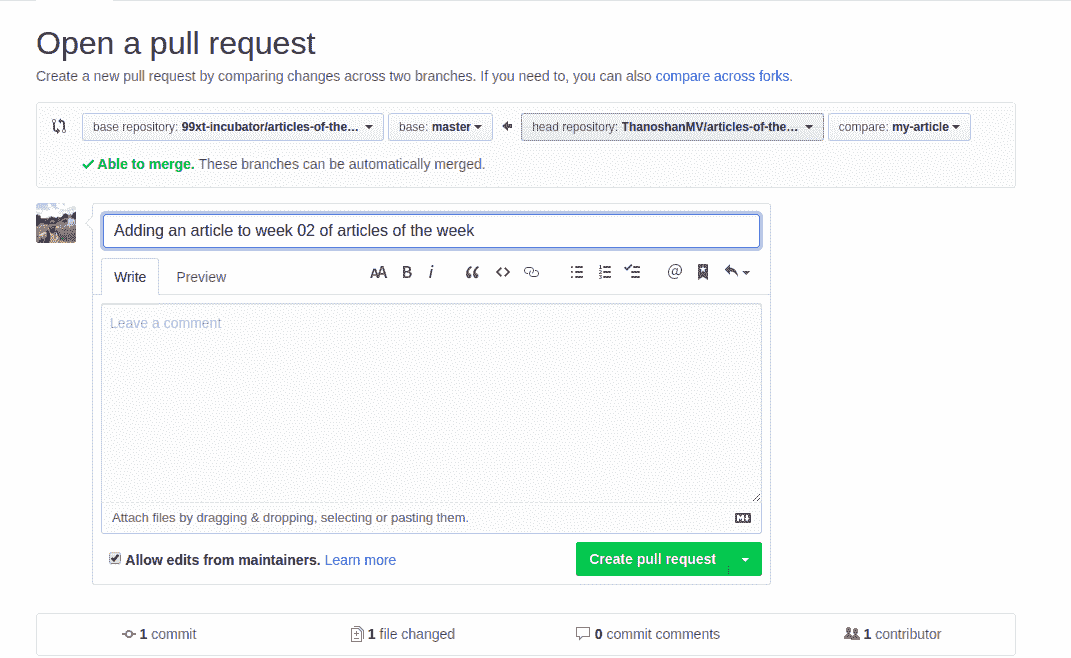 Open a pull request
Create a new pull request by comparing changes across two branches. If you need to, you can also compare across forks.
base repository: 99xt-incubator/articles-of-the... base: master head repository: ThanoshanMV/articles-of-the... compare: my-article
Able to merge. These branches can be automatically merged.
Adding an article to week 02 of articles of the week
Write Preview AA B i
Leave a comment
Attach files by dragging & dropping, selecting or pasting them.
Allow edits from maintainers. Learn more Create pull request
1 commit 1 file changed 0 commit comments 1 contributor